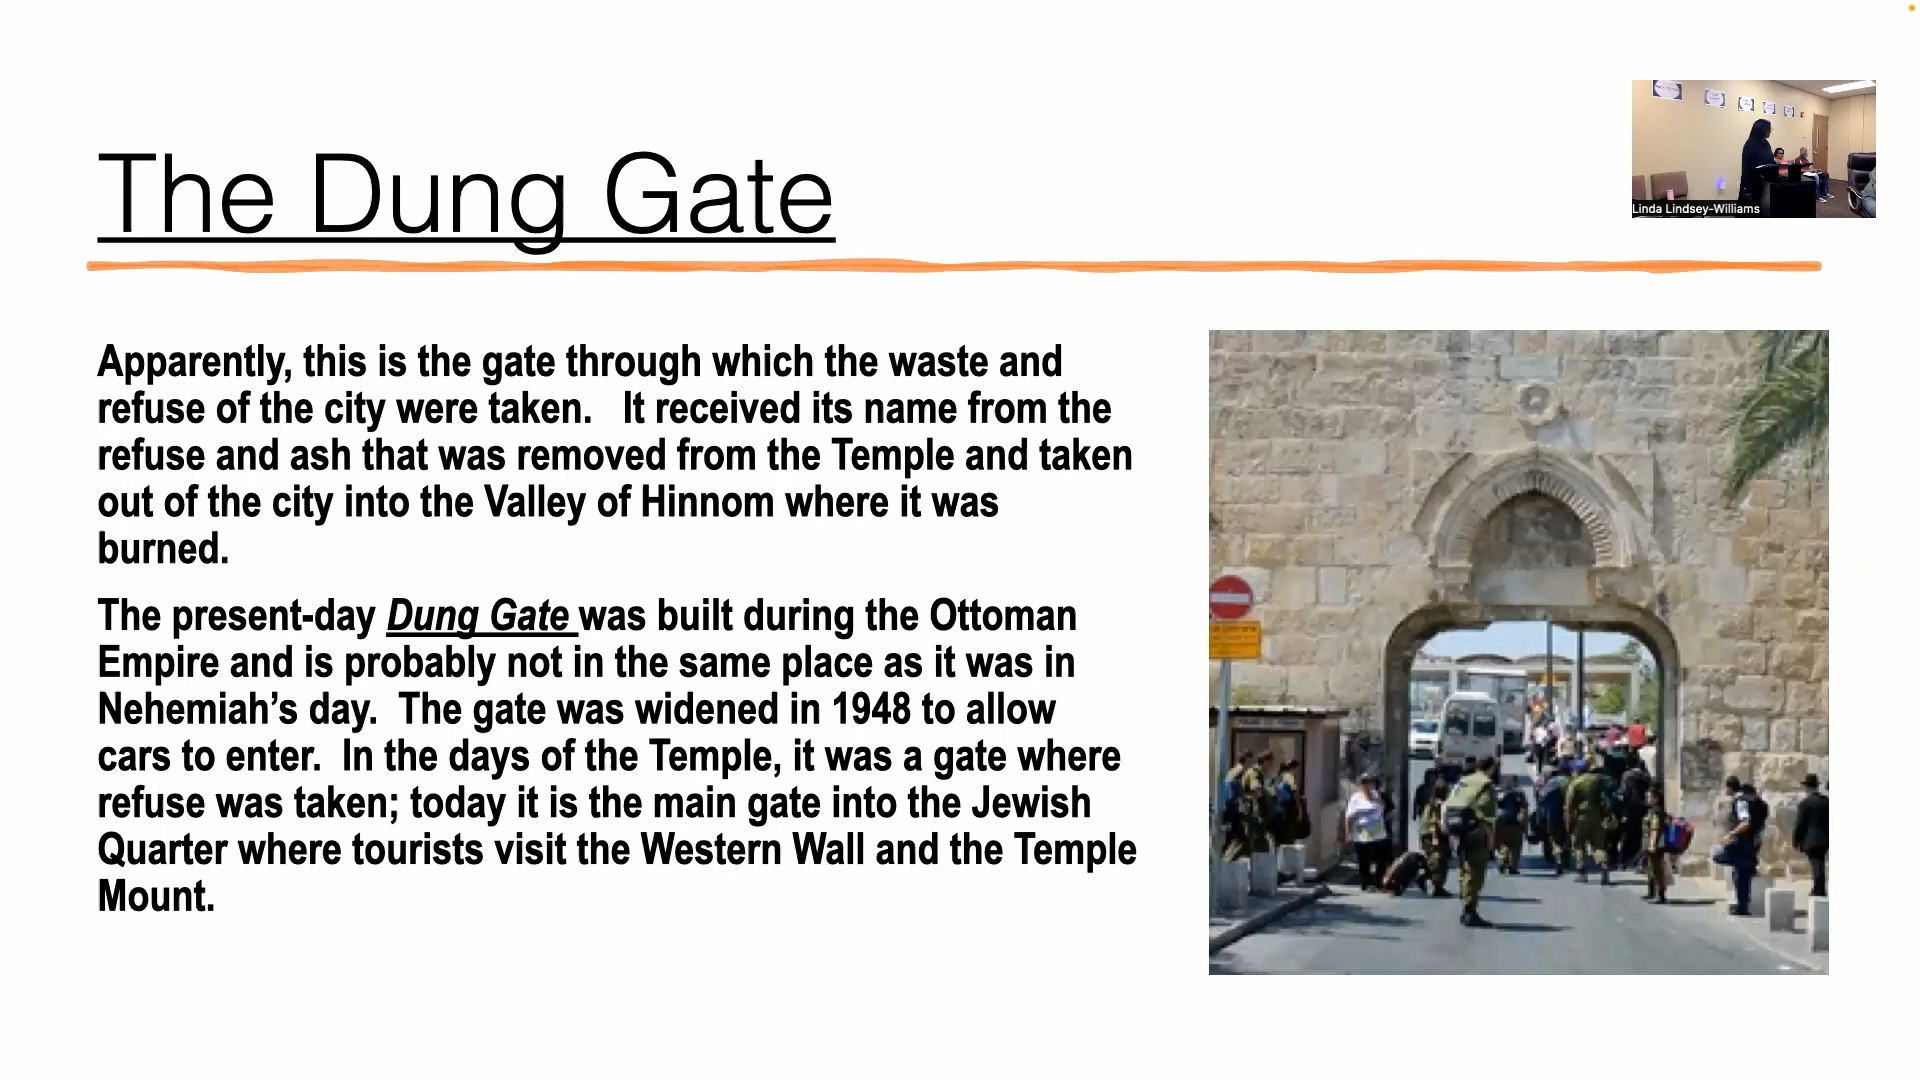 The Dung Gate
Linda Lindsey-Williams
Apparently, this is the gate through which the waste and
refuse of the city were taken.   It received its name from the
refuse and ash that was removed from the Temple and taken
out of the city into the Valley of Hinnom where it was
burned.
The present-day Dung Gate was built during the Ottoman
Empire and is probably not in the same place as it was in
Nehemiah’s day.  The gate was widened in 1948 to allow
cars to enter.  In the days of the Temple, it was a gate where
refuse was taken; today it is the main gate into the Jewish
Quarter where tourists visit the Western Wall and the Temple
Mount.